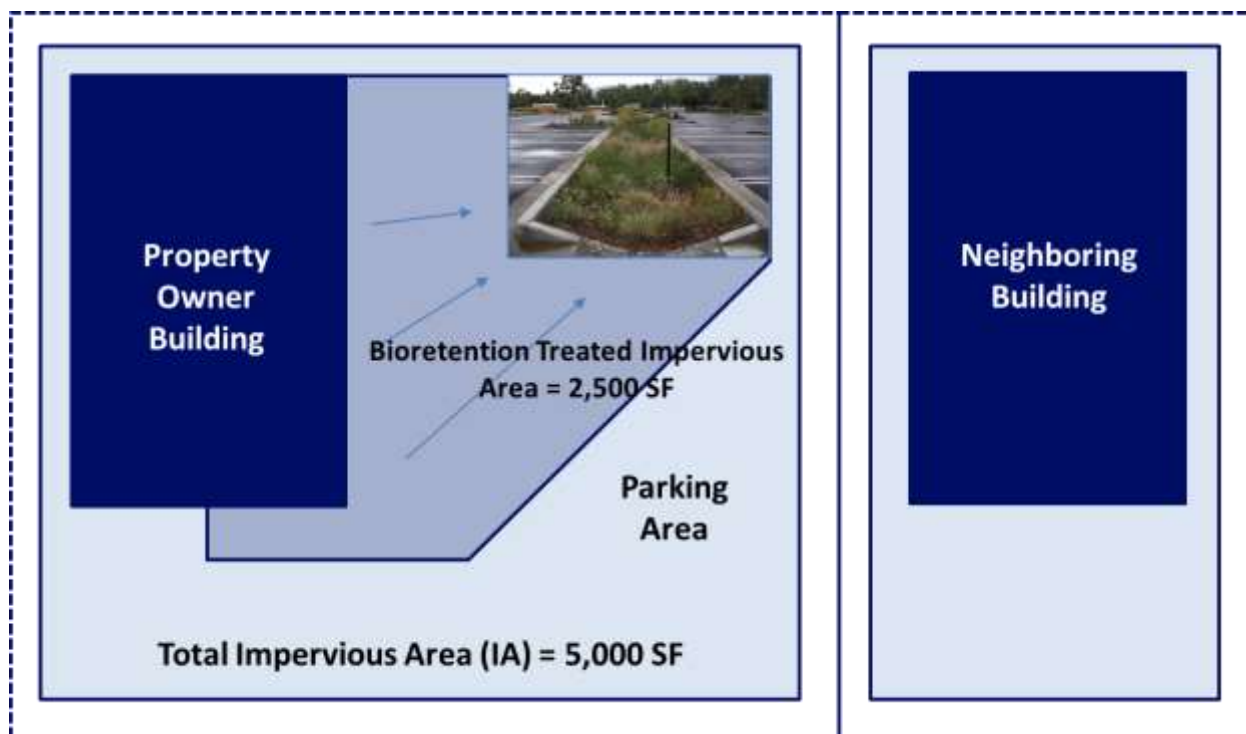 Property
Owner
Building
Bioretention Treated Impervious
Area = 2,500 SF
Parking
Area
Total Impervious Area (IA) = 5,000 SF
Neighboring
Building